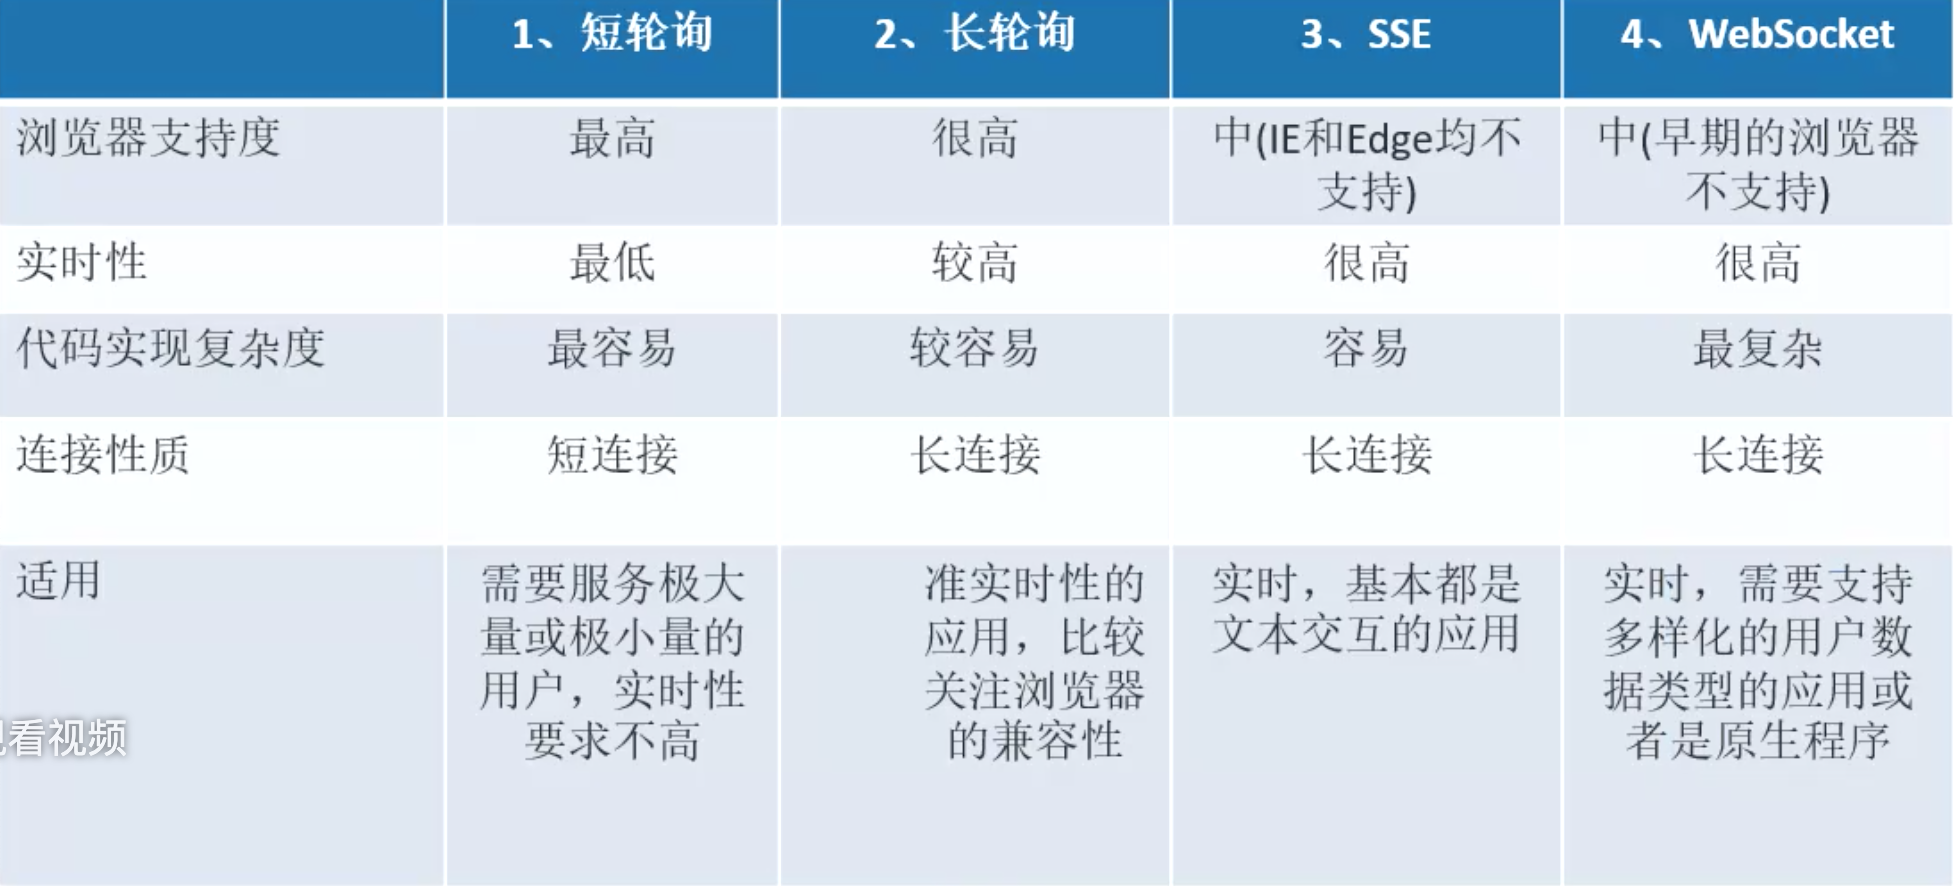 1、短轮询
2、长轮询
3、SSE
4、WebSocket
浏览器支持度
最高
很高
中(IE和Edge均不
支持)
中(早期的浏览器
不支持)
实时性
最低
较高
很高
很高
代码实现复杂度
最容易
较容易
容易
最复杂
连接性质
短连接
长连接
长连接
长连接
适用
需要服务极大
量或极小量的
用户，实时性
要求不高
准实时性的
应用，比较
关注浏览器
的兼容性
实时，基本都是
文本交互的应用
实时，需要支持
多样化的用户数
据类型的应用或
者是原生程序
看视频